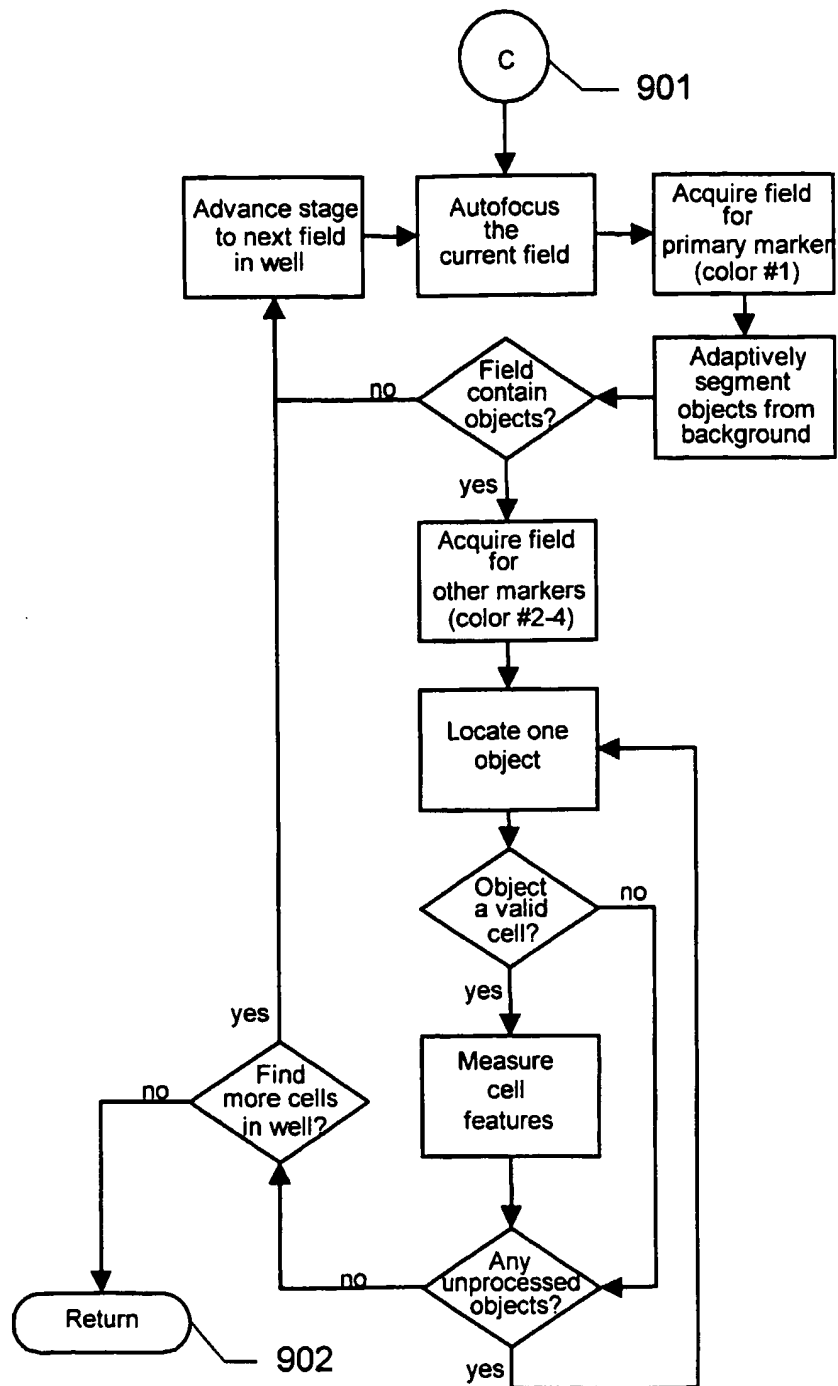 C
901
Advance stage
to next field
in well
Autofocus
the
current field
Acquire field
for
primary marker
(color #1)
Adaptively
segment
objects from
background
Field
contain
objects?
no
yes
Acquire field
for
other markers
(color #2-4)
Locate one
object
Object
a valid
cell?
no
yes
Measure
cell
features
Any
unprocessed
objects?
no
yes
Find
more cells
in well?
yes
no
Return
902